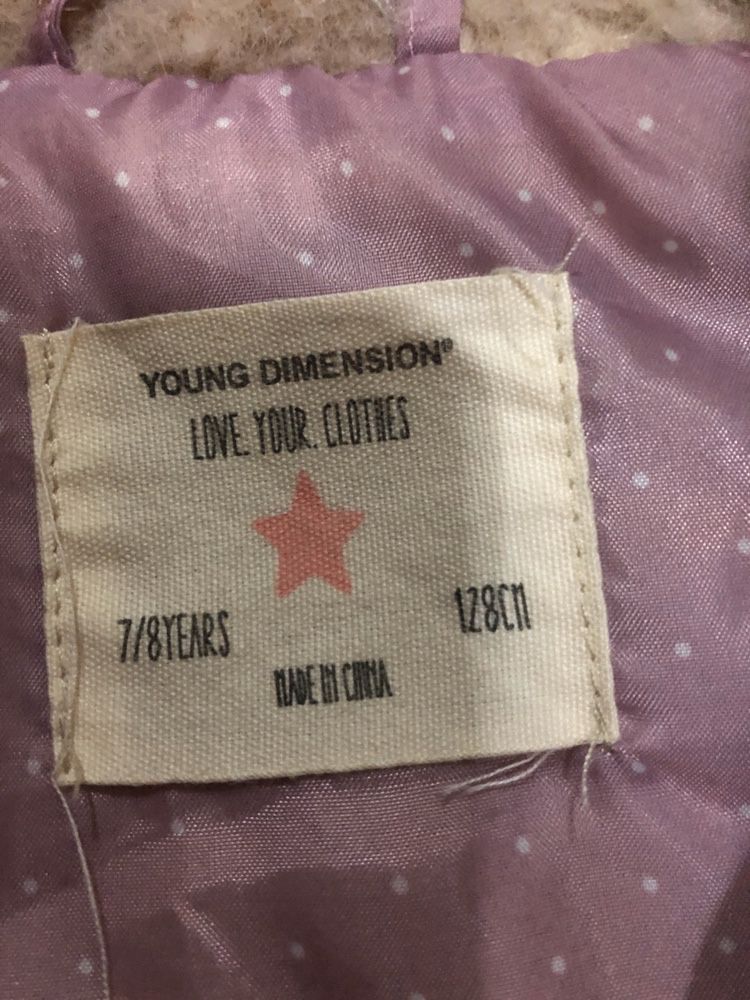 YOUNG DIMENSION®
LOVE. YOUR. CLOTHES
7/8YEARS
128CM
MADE IN CHINA